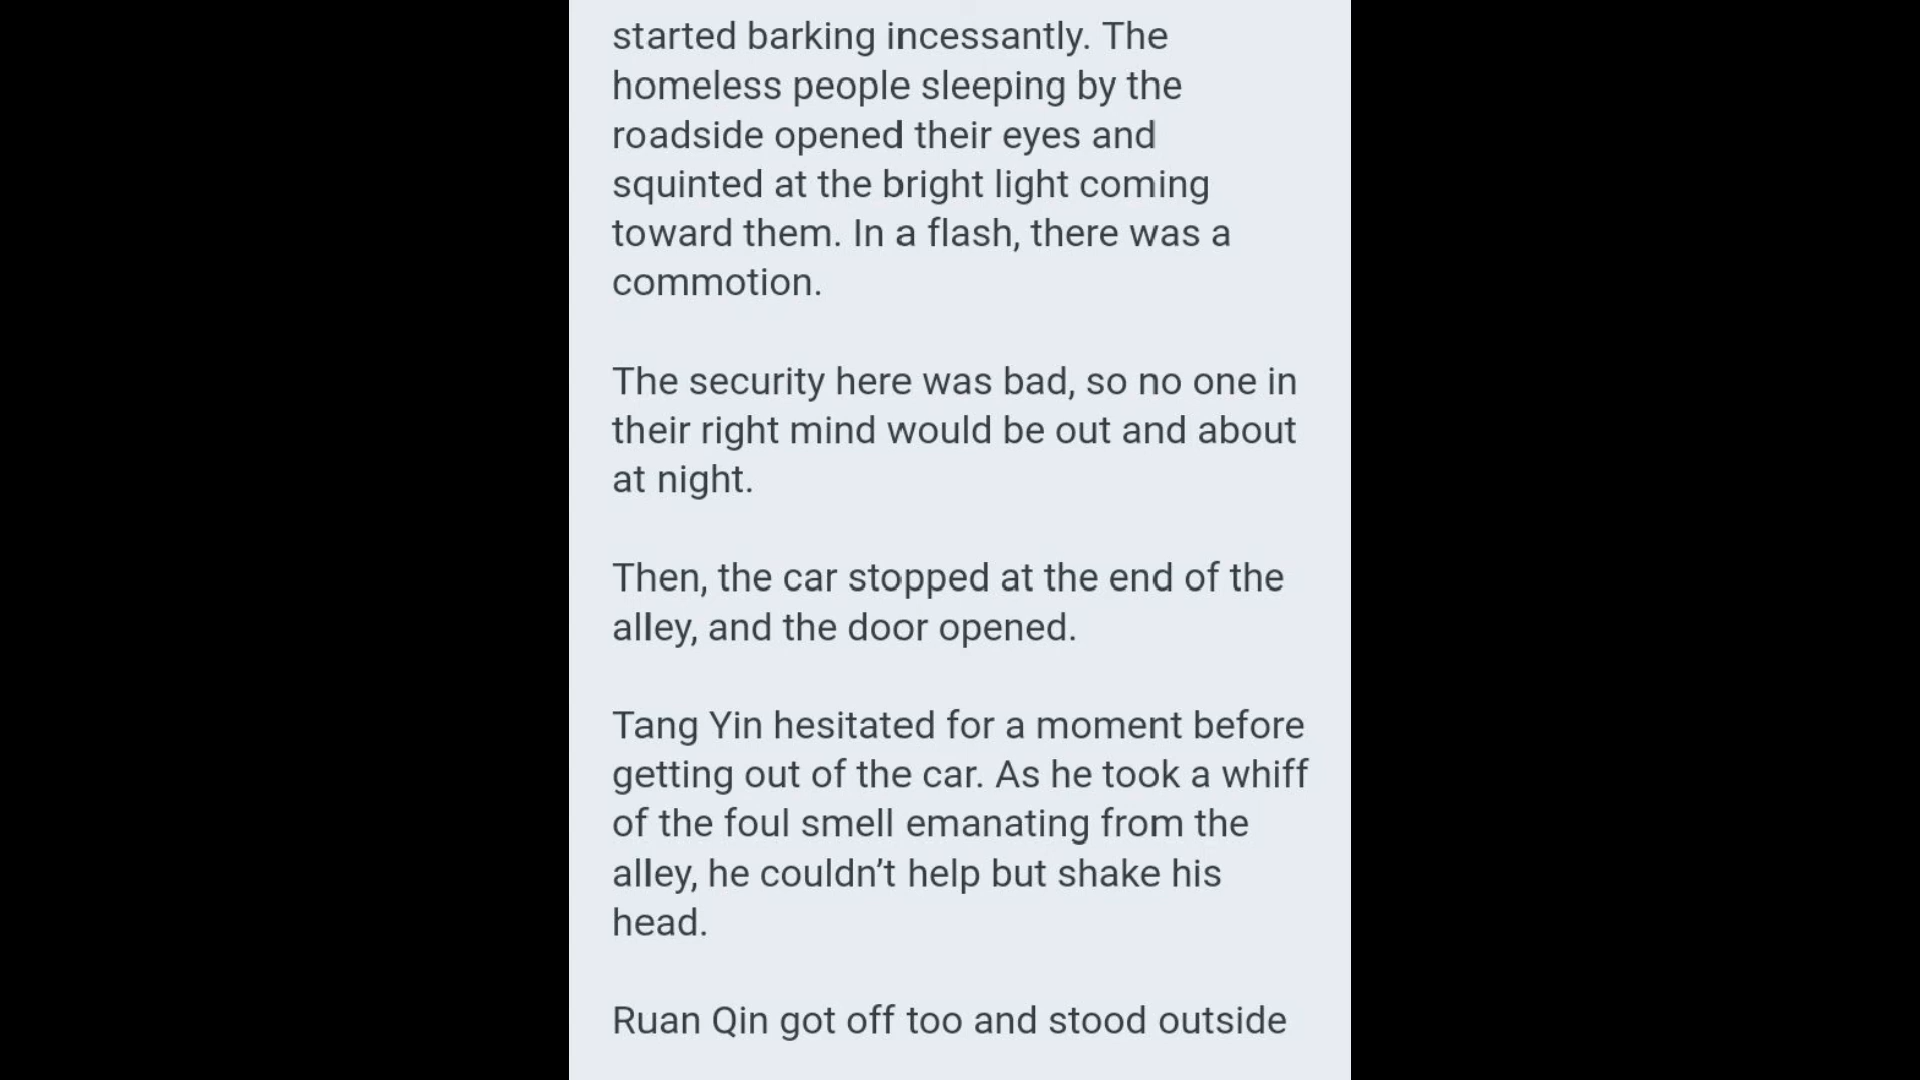 started barking incessantly. The
homeless people sleeping by the
roadside opened their eyes and
squinted at the bright light coming
toward them. In a flash, there was a
commotion.
The security here was bad, so no one in
their right mind would be out and about
at night.
Then, the car stopped at the end of the
alley, and the door opened.
Tang Yin hesitated for a moment before
getting out of the car. As he took a whiff
of the foul smell emanating from the
alley, he couldn’t help but shake his
head.
Ruan Qin got off too and stood outside